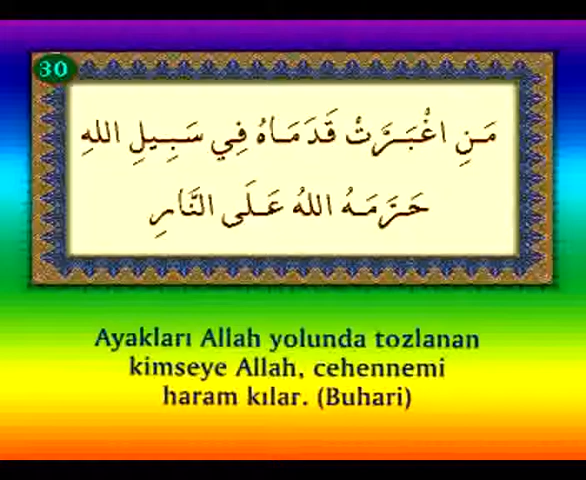 30
مَنِ اغْبَرَّتْ قَدَمَاهُ فِي سَبِيلِ اللهِ
حَرَّمَهُ اللهُ عَلَى النَّارِ
Ayakları Allah yolunda tozlanan
kimseye Allah, cehennemi
haram kılar. (Buhari)